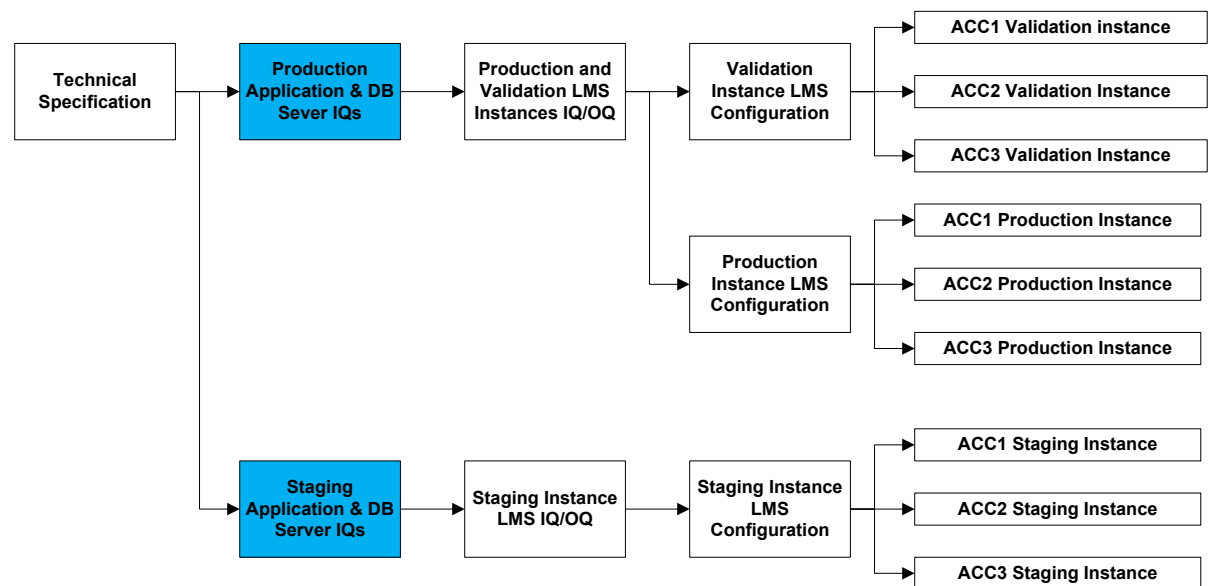 Technical
Specification
Production
Application & DB
Sever IQs
Production and
Validation LMS
Instances IQ/OQ
Validation
Instance LMS
Configuration
ACC1 Validation instance
ACC2 Validation Instance
ACC3 Validation Instance
Production
Instance LMS
Configuration
ACC1 Production Instance
ACC2 Production Instance
ACC3 Production Instance
Staging
Application & DB
Server IQs
Staging Instance
LMS IQ/OQ
Staging Instance
LMS
Configuration
ACC1 Staging Instance
ACC2 Staging Instance
ACC3 Staging Instance